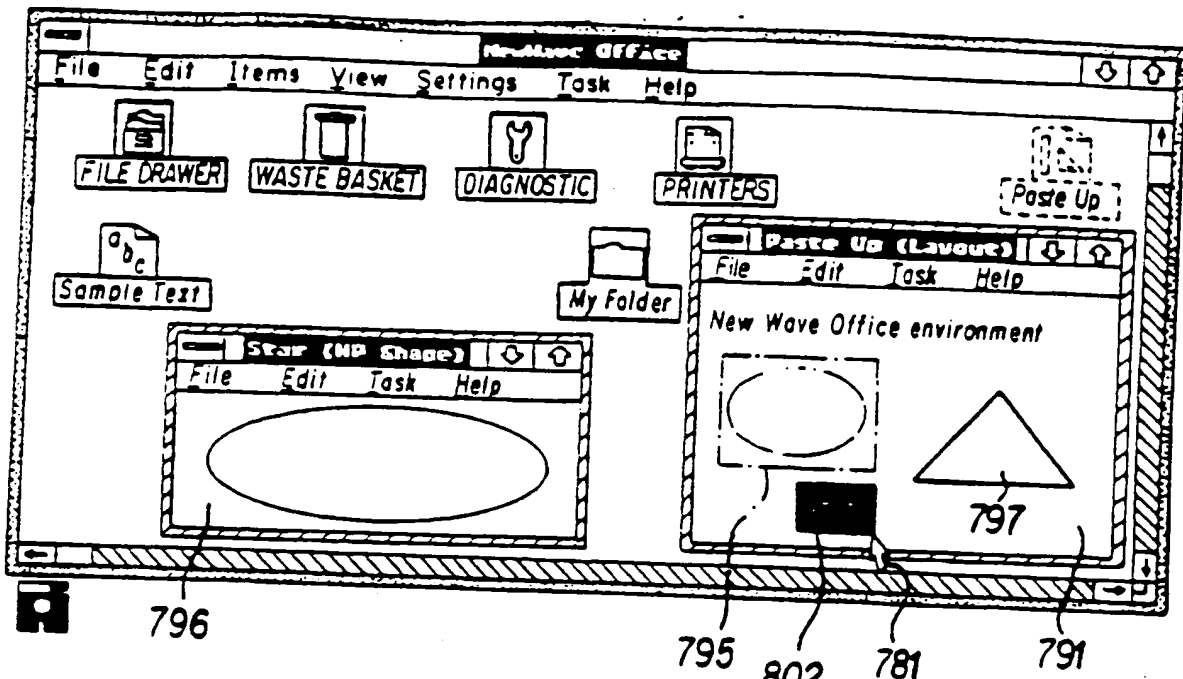 NewWave Office
File Edit Items View Settings Task Help
FILE DRAWER WASTE BASKET DIAGNOSTIC PRINTERS Paste Up
abc
Sample Text My Folder
Paste Up (Layout)
File Edit Task Help
New Wave Office environment
Star (HP Shape)
File Edit Task Help
797
796 795 802 781 791